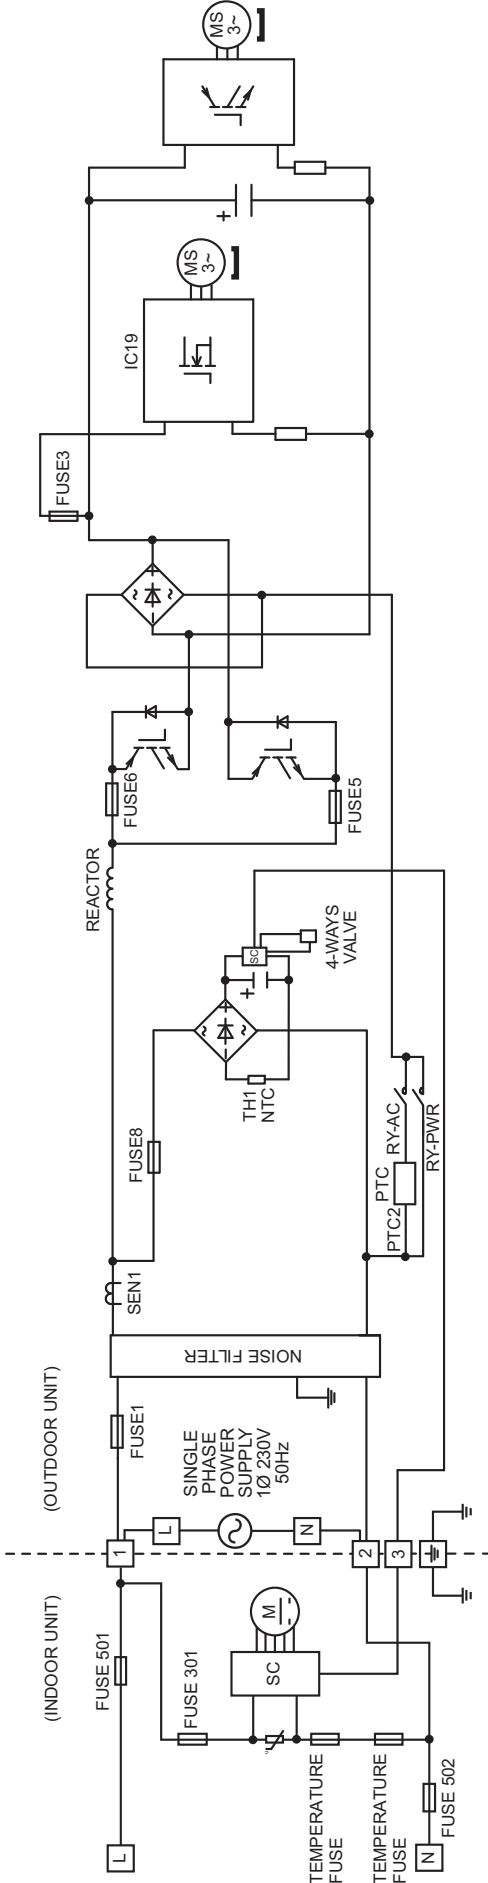 (INDOOR UNIT)
(OUTDOOR UNIT)
L
FUSE 501
1
FUSE 301
TEMPERATURE
FUSE
TEMPERATURE
FUSE
N
FUSE 502
SC
M
L
N
2
3
SINGLE
PHASE
POWER
SUPPLY
1Ø 230V
50Hz
FUSE1
NOISE FILTER
SEN1
FUSE8
TH1
NTC
+
~
~
+
−
SC
4-WAYS
VALVE
PTC2
PTC
RY-AC
RY-PWR
REACTOR
FUSE6
FUSE5
~
~
+
−
FUSE3
IC19
MS
3~
+
MS
3~